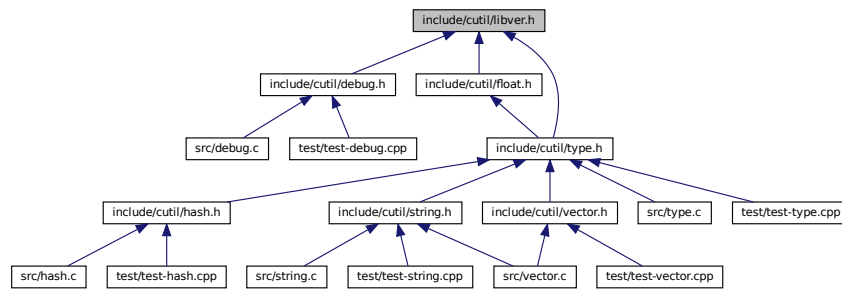 include/cutil/libver.h
include/cutil/debug.h
include/cutil/float.h
src/debug.c
test/test-debug.cpp
include/cutil/type.h
include/cutil/hash.h
include/cutil/string.h
include/cutil/vector.h
src/type.c
test/test-type.cpp
src/hash.c
test/test-hash.cpp
src/string.c
test/test-string.cpp
src/vector.c
test/test-vector.cpp